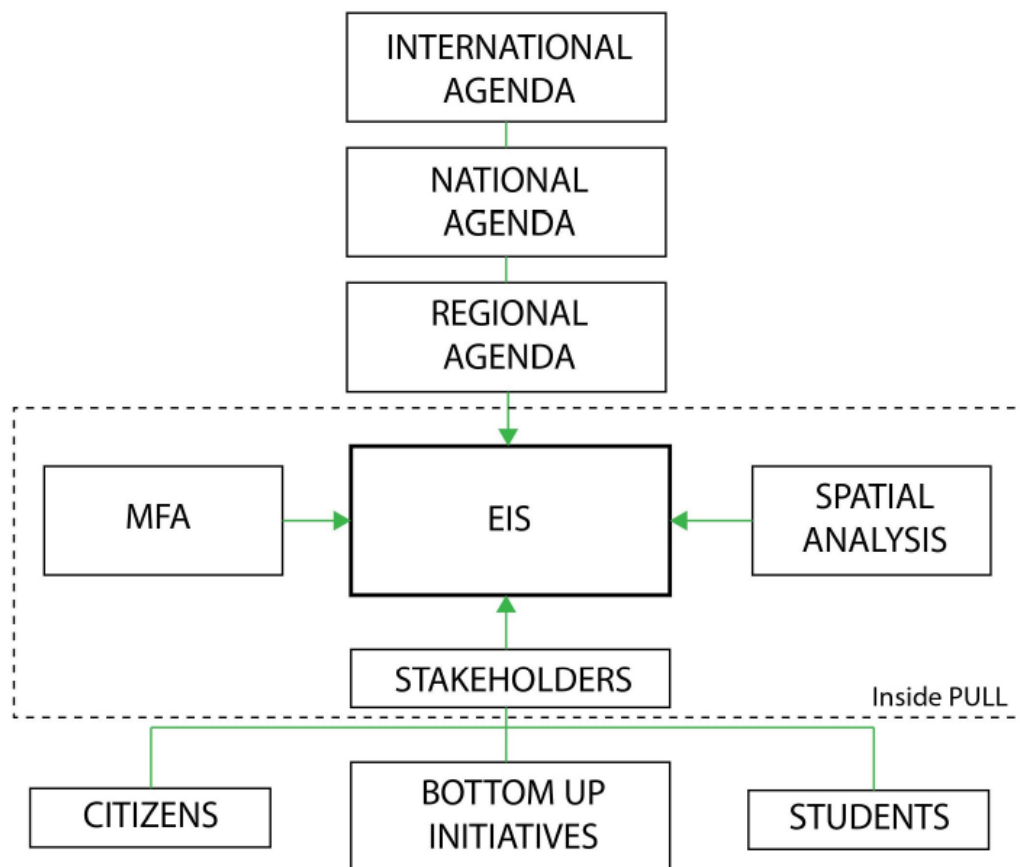 INTERNATIONAL
AGENDA
NATIONAL
AGENDA
REGIONAL
AGENDA
MFA
EIS
SPATIAL
ANALYSIS
STAKEHOLDERS
Inside PULL
CITIZENS
BOTTOM UP
INITIATIVES
STUDENTS